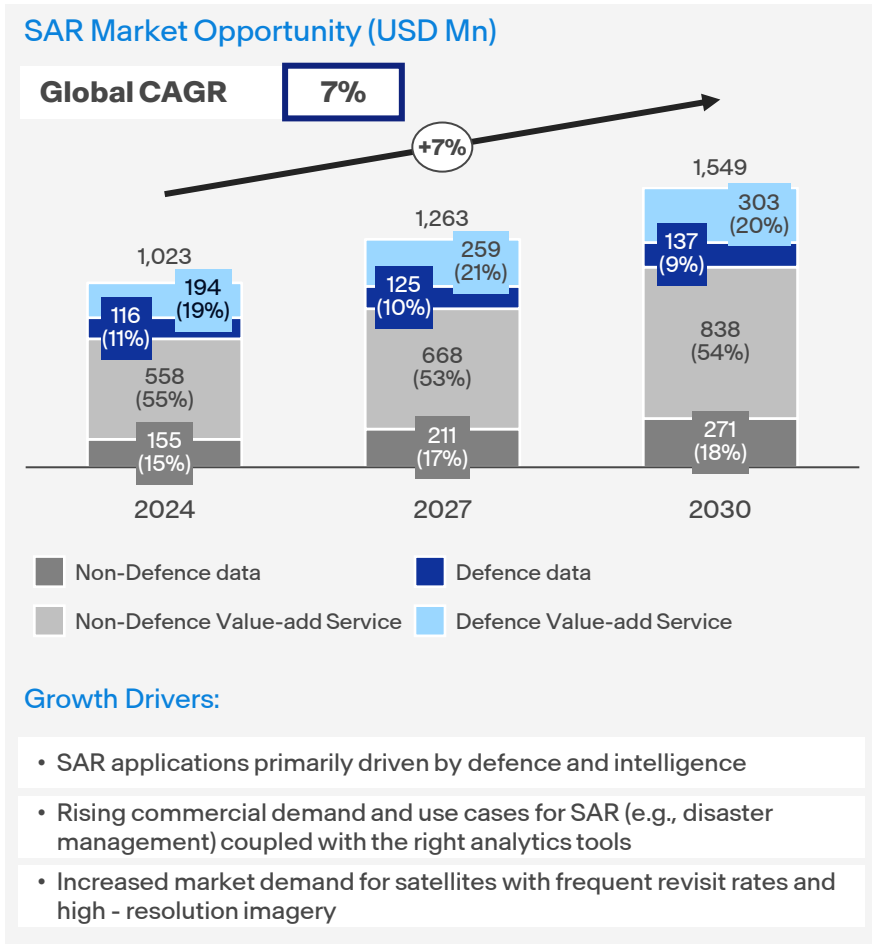 SAR Market Opportunity (USD Mn)
Global CAGR 7%
+7%
1,023
194
(19%)
116
(11%)
558
(55%)
155
(15%)
1,263
259
(21%)
125
(10%)
668
(53%)
211
(17%)
1,549
303
(20%)
137
(9%)
838
(54%)
271
(18%)
2024 2027 2030
Non-Defence data
Defence data
Non-Defence Value-add Service
Defence Value-add Service
Growth Drivers:
• SAR applications primarily driven by defence and intelligence
• Rising commercial demand and use cases for SAR (e.g., disaster
management) coupled with the right analytics tools
• Increased market demand for satellites with frequent revisit rates and
high - resolution imagery